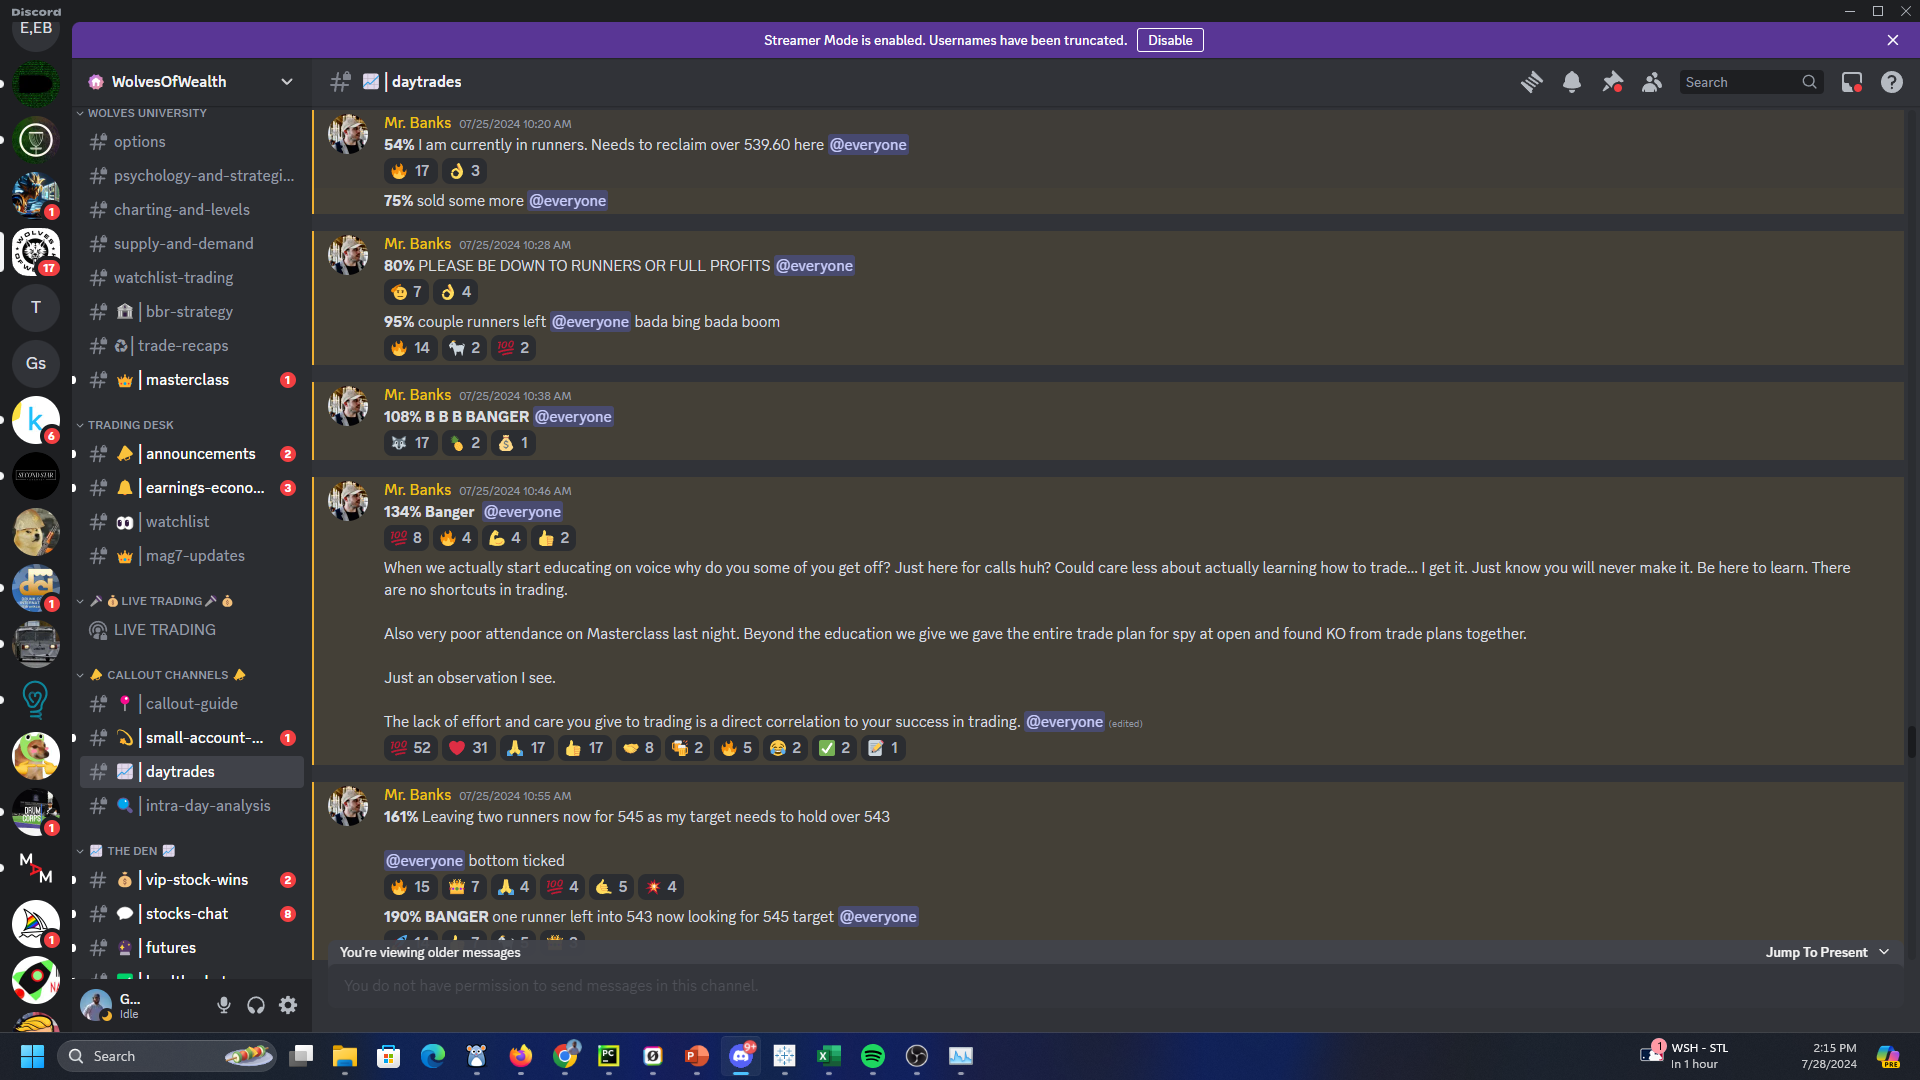 Discord
E,EB
Streamer Mode is enabled. Usernames have been truncated. Disable
WolvesOfWealth
| daytrades
Search
WOLVES UNIVERSITY
options
psychology-and-strategi...
charting-and-levels
supply-and-demand
watchlist-trading
| bbr-strategy
| trade-recaps
| masterclass 1
TRADING DESK
| announcements 2
| earnings-econo... 3
| watchlist
| mag7-updates
LIVE TRADING
LIVE TRADING
CALLOUT CHANNELS
| callout-guide
| small-account-... 1
| daytrades
| intra-day-analysis
THE DEN
| vip-stock-wins 2
| stocks-chat 8
| futures
1
WOLVES OF
17
T
Gs
k
6
SECOND STAR
dci
1
DRUM CORPS
1
M A M
1
G...
Idle
Mr. Banks 07/25/2024 10:20 AM
54% I am currently in runners. Needs to reclaim over 539.60 here @everyone
🔥 17 👌 3
75% sold some more @everyone
Mr. Banks 07/25/2024 10:28 AM
80% PLEASE BE DOWN TO RUNNERS OR FULL PROFITS @everyone
🫡 7 👌 4
95% couple runners left @everyone bada bing bada boom
🔥 14 🐐 2 💯 2
Mr. Banks 07/25/2024 10:38 AM
108% B B B BANGER @everyone
🐺 17 🍍 2 💰 1
Mr. Banks 07/25/2024 10:46 AM
134% Banger @everyone
💯 8 🔥 4 💪 4 👍 2
When we actually start educating on voice why do you some of you get off? Just here for calls huh? Could care less about actually learning how to trade... I get it. Just know you will never make it. Be here to learn. There
are no shortcuts in trading.
Also very poor attendance on Masterclass last night. Beyond the education we give we gave the entire trade plan for spy at open and found KO from trade plans together.
Just an observation I see.
The lack of effort and care you give to trading is a direct correlation to your success in trading. @everyone (edited)
💯 52 ❤️ 31 🙏 17 👍 17 🤝 8 🍻 2 🔥 5 😂 2 ✅ 2 📝 1
Mr. Banks 07/25/2024 10:55 AM
161% Leaving two runners now for 545 as my target needs to hold over 543
@everyone bottom ticked
🔥 15 👑 7 🙏 4 💯 4 🤙 5 💥 4
190% BANGER one runner left into 543 now looking for 545 target @everyone
You're viewing older messages
Jump To Present
You do not have permission to send messages in this channel.
Search
PC
9+
1
WSH - STL
In 1 hour
2:15 PM
7/28/2024
PRE